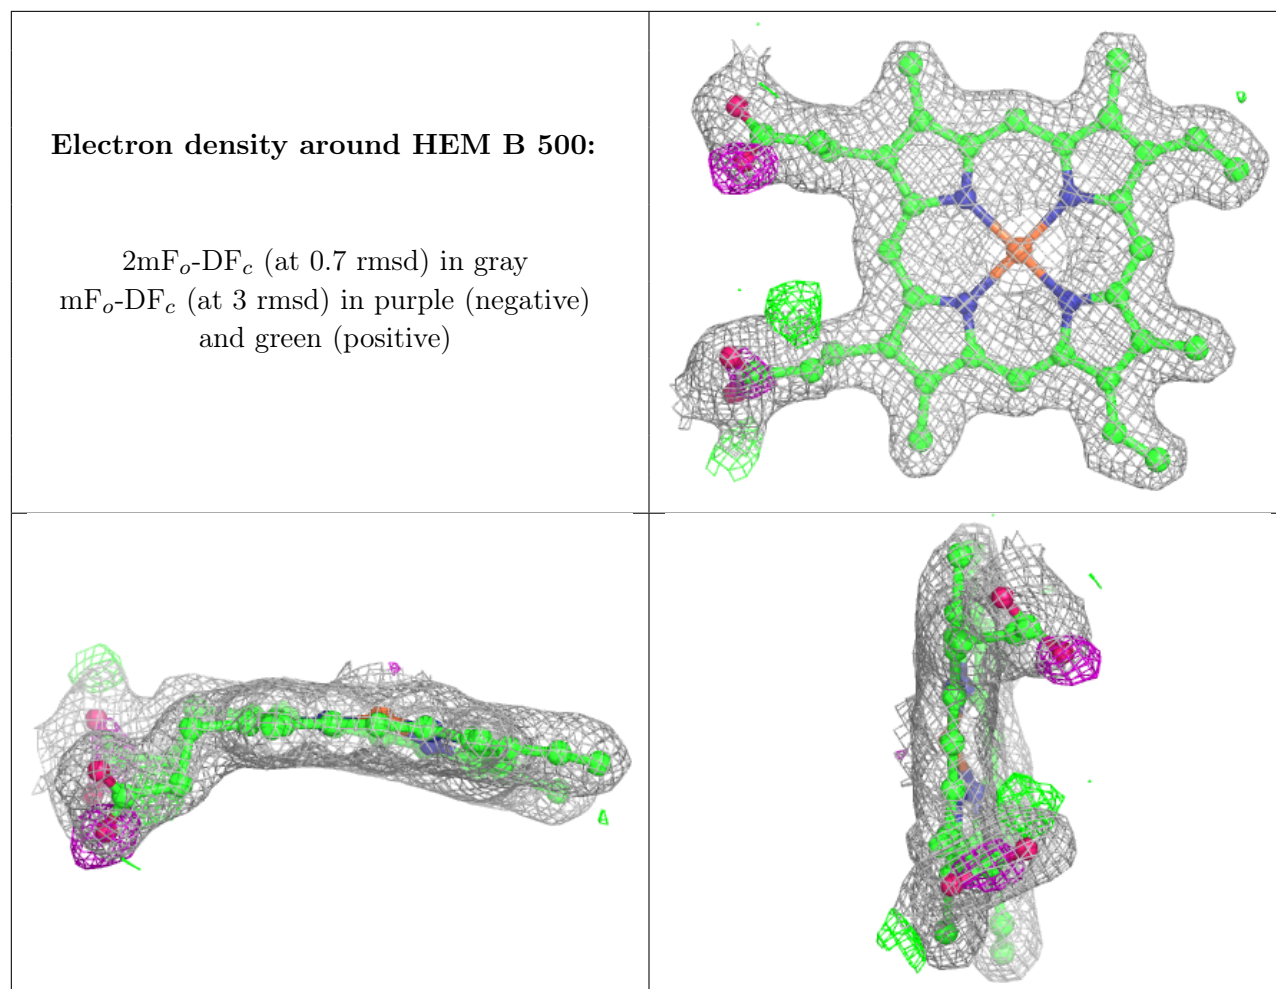 Electron density around HEM B 500:
2mFo-DFc (at 0.7 rmsd) in gray
mFo-DFc (at 3 rmsd) in purple (negative)
and green (positive)